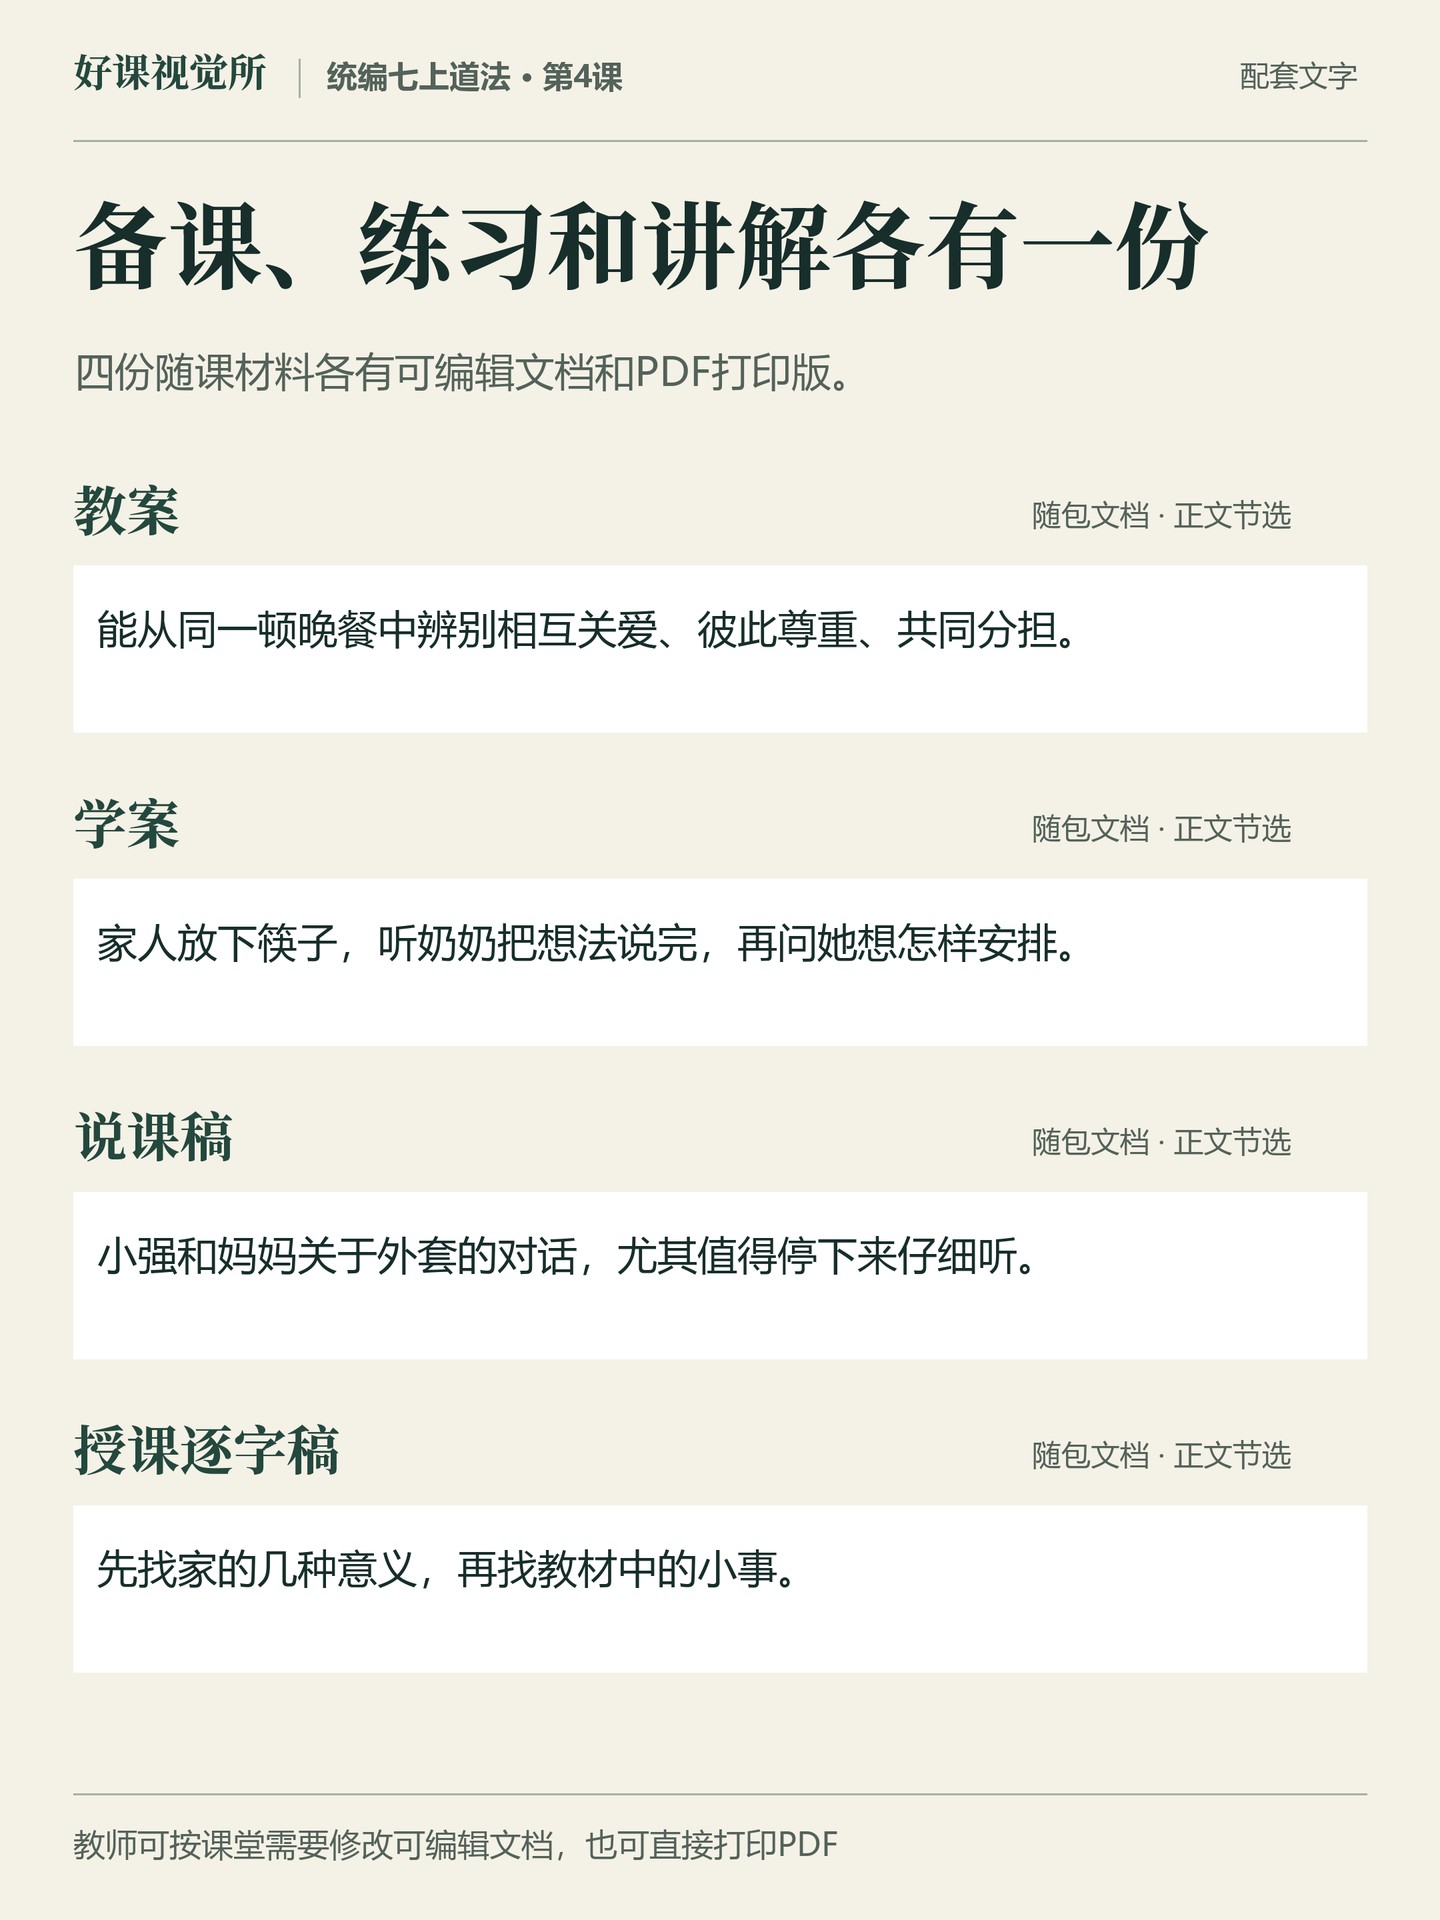 好课视觉所 统编七上道法·第4课 配套文字
备课、练习和讲解各有一份
四份随课材料各有可编辑文档和PDF打印版。
教案 随包文档·正文节选
能从同一顿晚餐中辨别相互关爱、彼此尊重、共同分担。
学案 随包文档·正文节选
家人放下筷子，听奶奶把想法说完，再问她想怎样安排。
说课稿 随包文档·正文节选
小强和妈妈关于外套的对话，尤其值得停下来仔细听。
授课逐字稿 随包文档·正文节选
先找家的几种意义，再找教材中的小事。
教师可按课堂需要修改可编辑文档，也可直接打印PDF